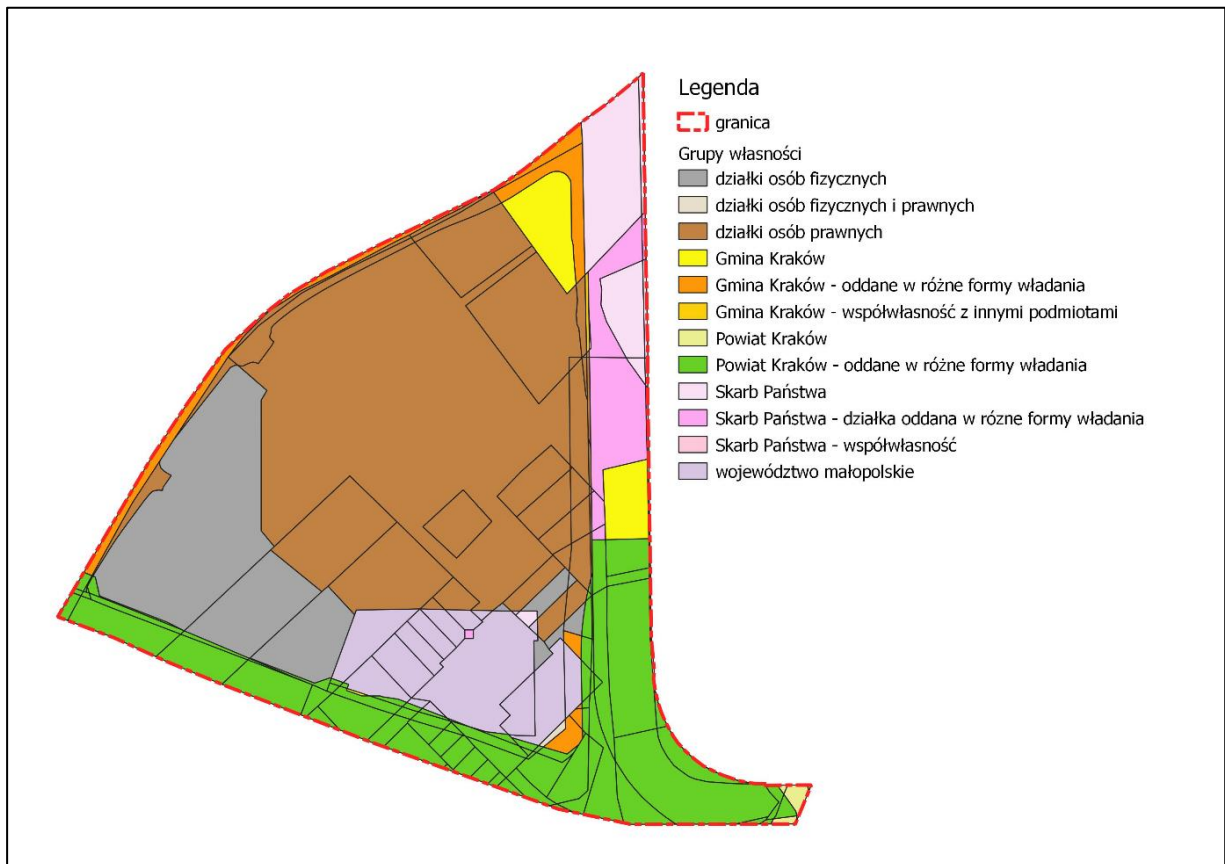 Legenda
granica
Grupy własności
działki osób fizycznych
działki osób fizycznych i prawnych
działki osób prawnych
Gmina Kraków
Gmina Kraków - oddane w różne formy władania
Gmina Kraków - współwłasność z innymi podmiotami
Powiat Kraków
Powiat Kraków - oddane w różne formy władania
Skarb Państwa
Skarb Państwa - działka oddana w rózne formy władania
Skarb Państwa - współwłasność
województwo małopolskie